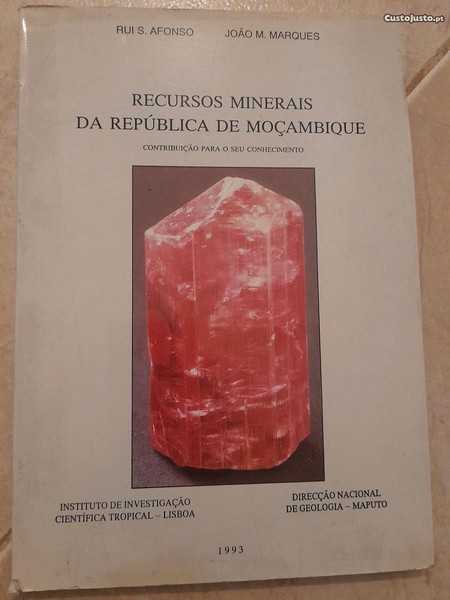 CustoJusto.pt
RUI S. AFONSO JOÃO M. MARQUES
RECURSOS MINERAIS
DA REPÚBLICA DE MOÇAMBIQUE
CONTRIBUIÇÃO PARA O SEU CONHECIMENTO
INSTITUTO DE INVESTIGAÇÃO
CIENTÍFICA TROPICAL – LISBOA
DIRECÇÃO NACIONAL
DE GEOLOGIA – MAPUTO
1993